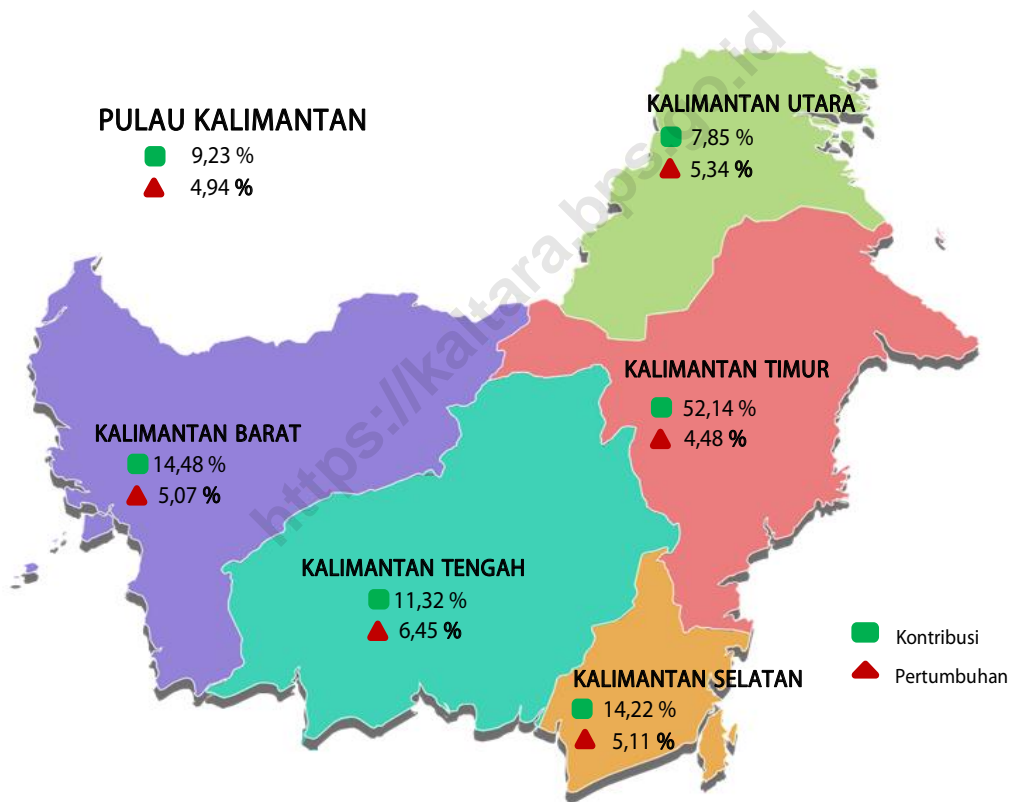 PULAU KALIMANTAN
9,23 %
4,94 %
KALIMANTAN UTARA
7,85 %
5,34 %
KALIMANTAN TIMUR
52,14 %
4,48 %
KALIMANTAN BARAT
14,48 %
5,07 %
KALIMANTAN TENGAH
11,32 %
6,45 %
KALIMANTAN SELATAN
14,22 %
5,11 %
Kontribusi
Pertumbuhan
https://kaltara.bps.go.id